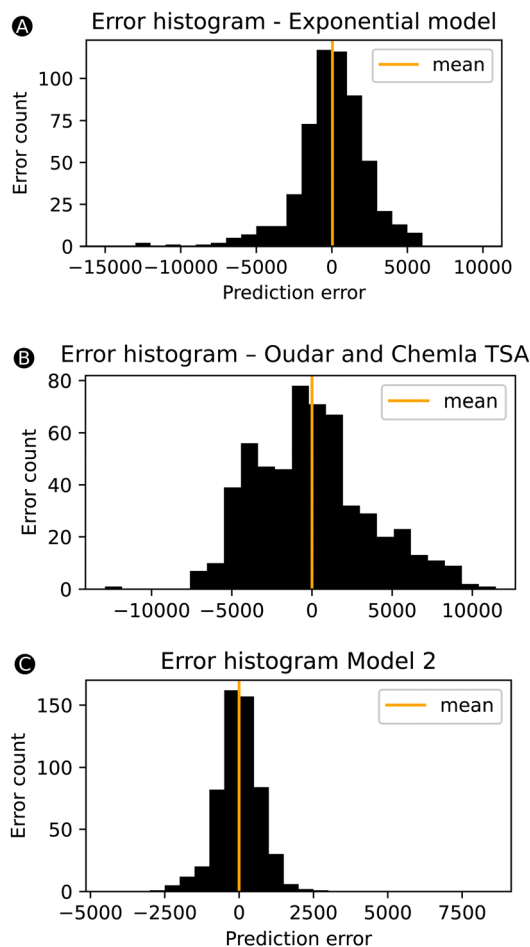 A Error histogram - Exponential model
mean
Error count
100
75
50
25
0
−15000 −10000 −5000 0 5000 10000
Prediction error
B Error histogram – Oudar and Chemla TSA
mean
Error count
80
60
40
20
0
−10000 −5000 0 5000 10000
C Error histogram Model 2
mean
Error count
150
100
50
0
−5000 −2500 0 2500 5000 7500
Prediction error